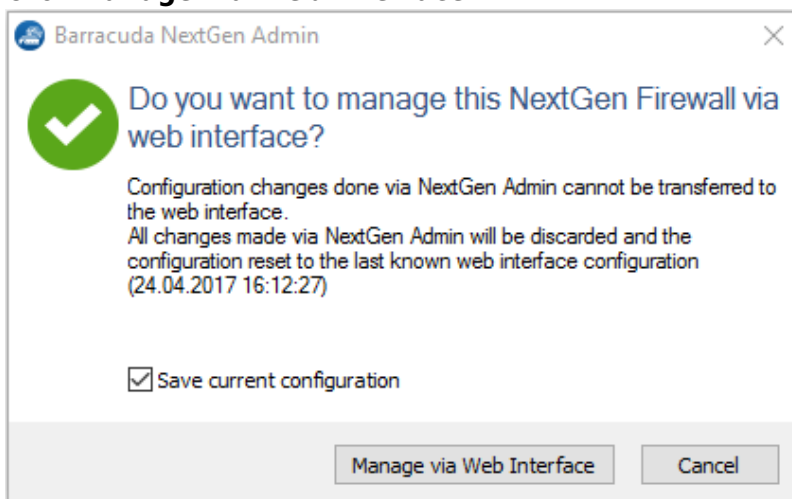 Barracuda NextGen Admin
Do you want to manage this NextGen Firewall via
web interface?
Configuration changes done via NextGen Admin cannot be transferred to
the web interface.
All changes made via NextGen Admin will be discarded and the
configuration reset to the last known web interface configuration
(24.04.2017 16:12:27)
Save current configuration
Manage via Web Interface
Cancel